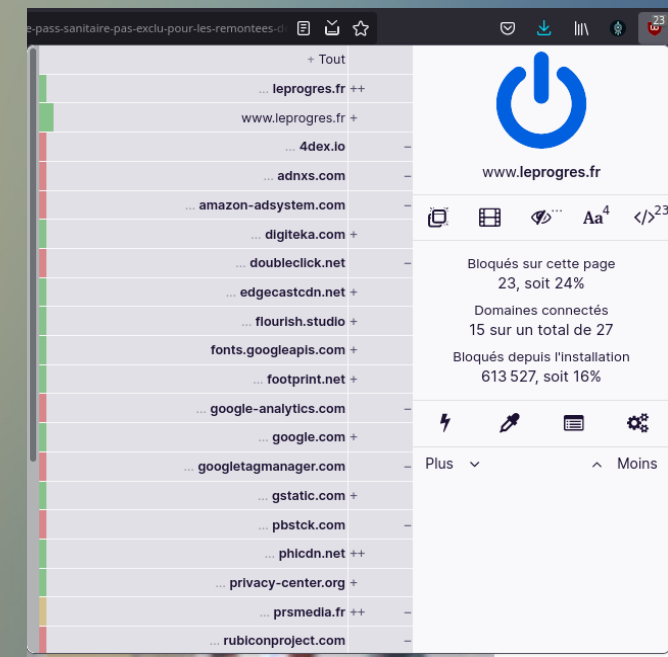 e-pass-sanitaire-pas-exclu-pour-les-remontees-d
23
+ Tout
... leprogres.fr ++
www.leprogres.fr +
... 4dex.io –
... adnxs.com –
... amazon-adsystem.com –
... digiteka.com +
... doubleclick.net –
... edgecastcdn.net +
... flourish.studio +
fonts.googleapis.com +
... footprint.net +
... google-analytics.com –
... google.com +
... googletagmanager.com –
... gstatic.com +
... pbstck.com –
... phicdn.net ++
... privacy-center.org +
... prsmedia.fr ++ –
... rubiconproject.com –
www.leprogres.fr
... Aa 4 </> 23
Bloqués sur cette page
23, soit 24%
Domaines connectés
15 sur un total de 27
Bloqués depuis l'installation
613 527, soit 16%
Plus Moins